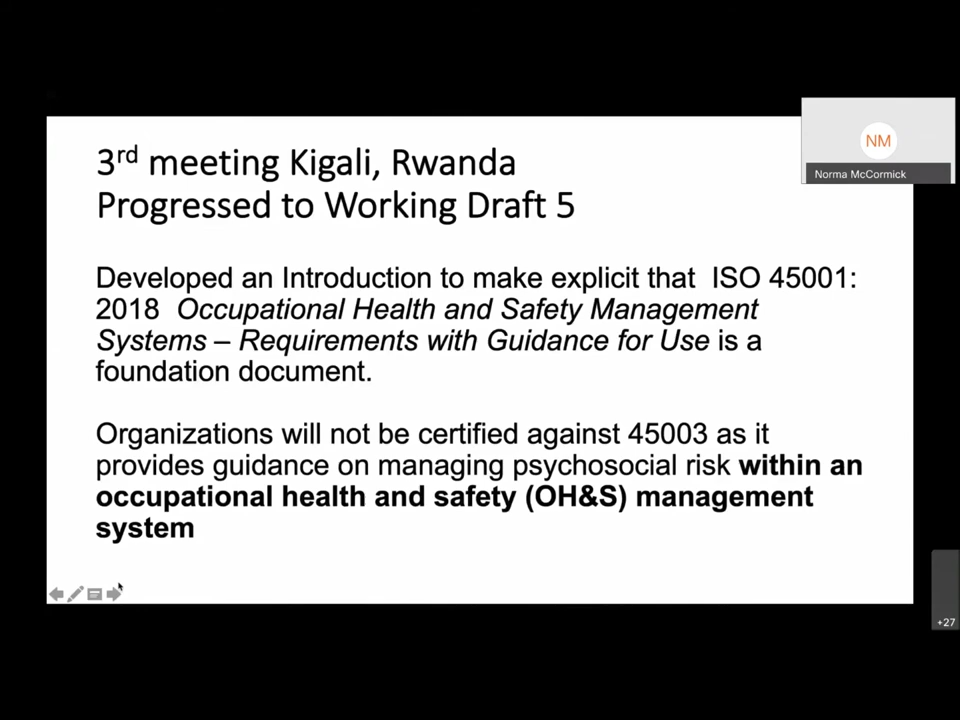 3rd meeting Kigali, Rwanda
Progressed to Working Draft 5
NM
Norma McCormick
Developed an Introduction to make explicit that ISO 45001:
2018 Occupational Health and Safety Management
Systems – Requirements with Guidance for Use is a
foundation document.
Organizations will not be certified against 45003 as it
provides guidance on managing psychosocial risk within an
occupational health and safety (OH&S) management
system
+27